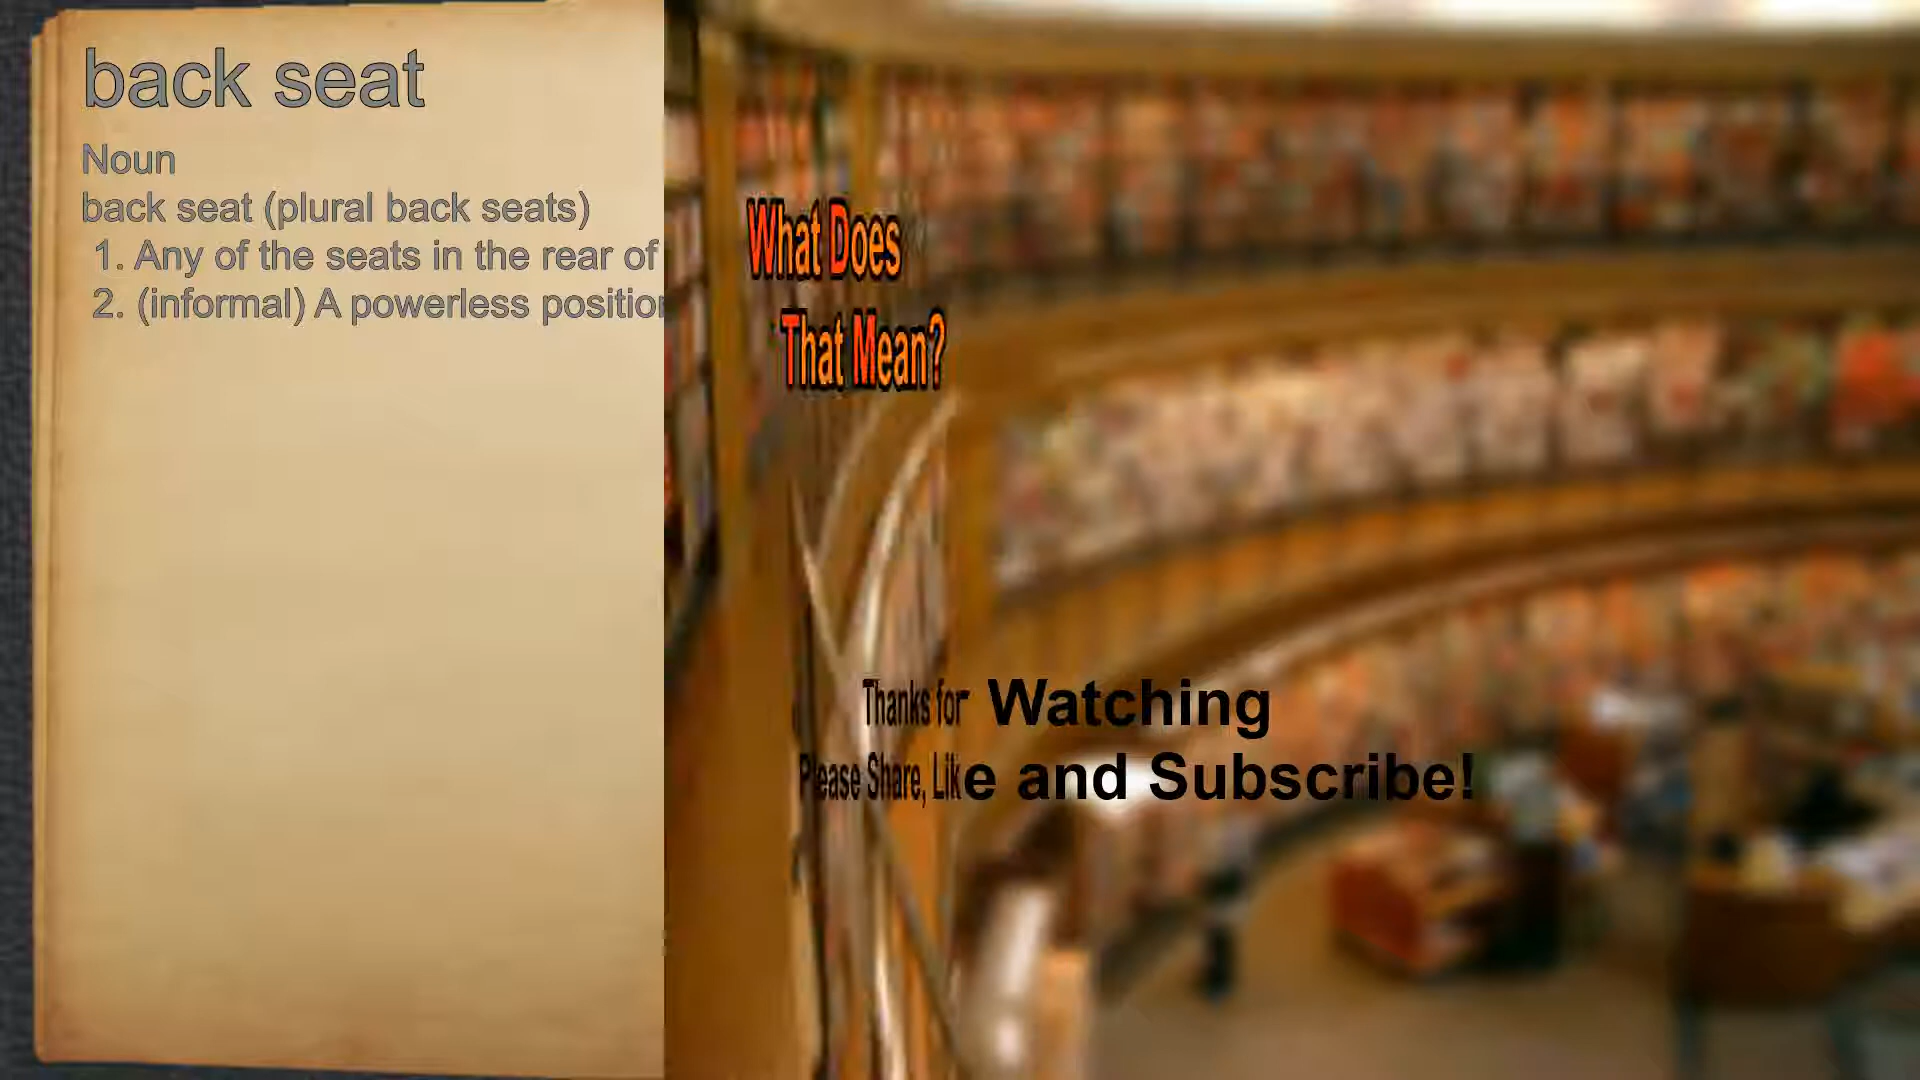 back seat
Noun
back seat (plural back seats)
1. Any of the seats in the rear of
2. (informal) A powerless
What Does
That Mean?
Thanks for Watching
Please Share, Like and Subscribe!